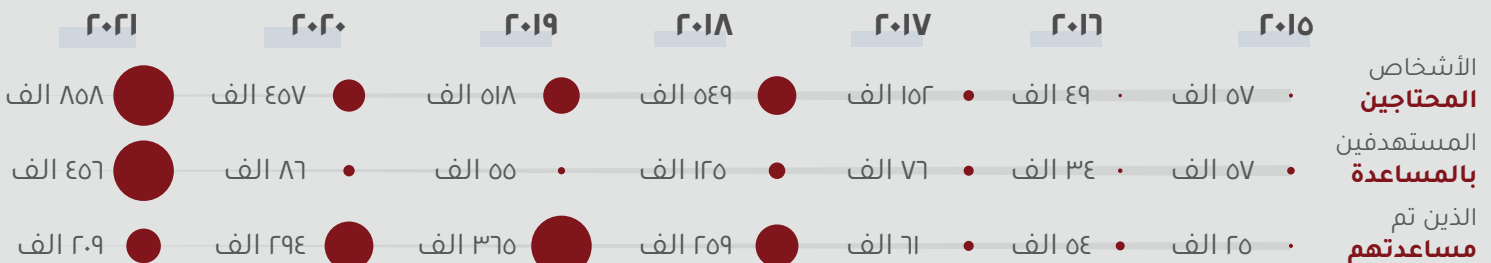 ٢٠١٥ ٢٠١٦ ٢٠١٧ ٢٠١٨ ٢٠١٩ ٢٠٢٠ ٢٠٢١
الأشخاص
المحتاجين ٥٧ الف ٤٩ الف ١٥٢ الف ٥٤٩ الف ٥١٨ الف ٤٥٧ الف ٨٥٨ الف
المستهدفين
بالمساعدة ٥٧ الف ٣٤ الف ٧٦ الف ١٢٥ الف ٥٥ الف ٨٦ الف ٤٥٦ الف
الذين تم
مساعدتهم ٢٥ الف ٥٤ الف ٦١ الف ٢٥٩ الف ٣٦٥ الف ٢٩٤ الف ٢٠٩ الف